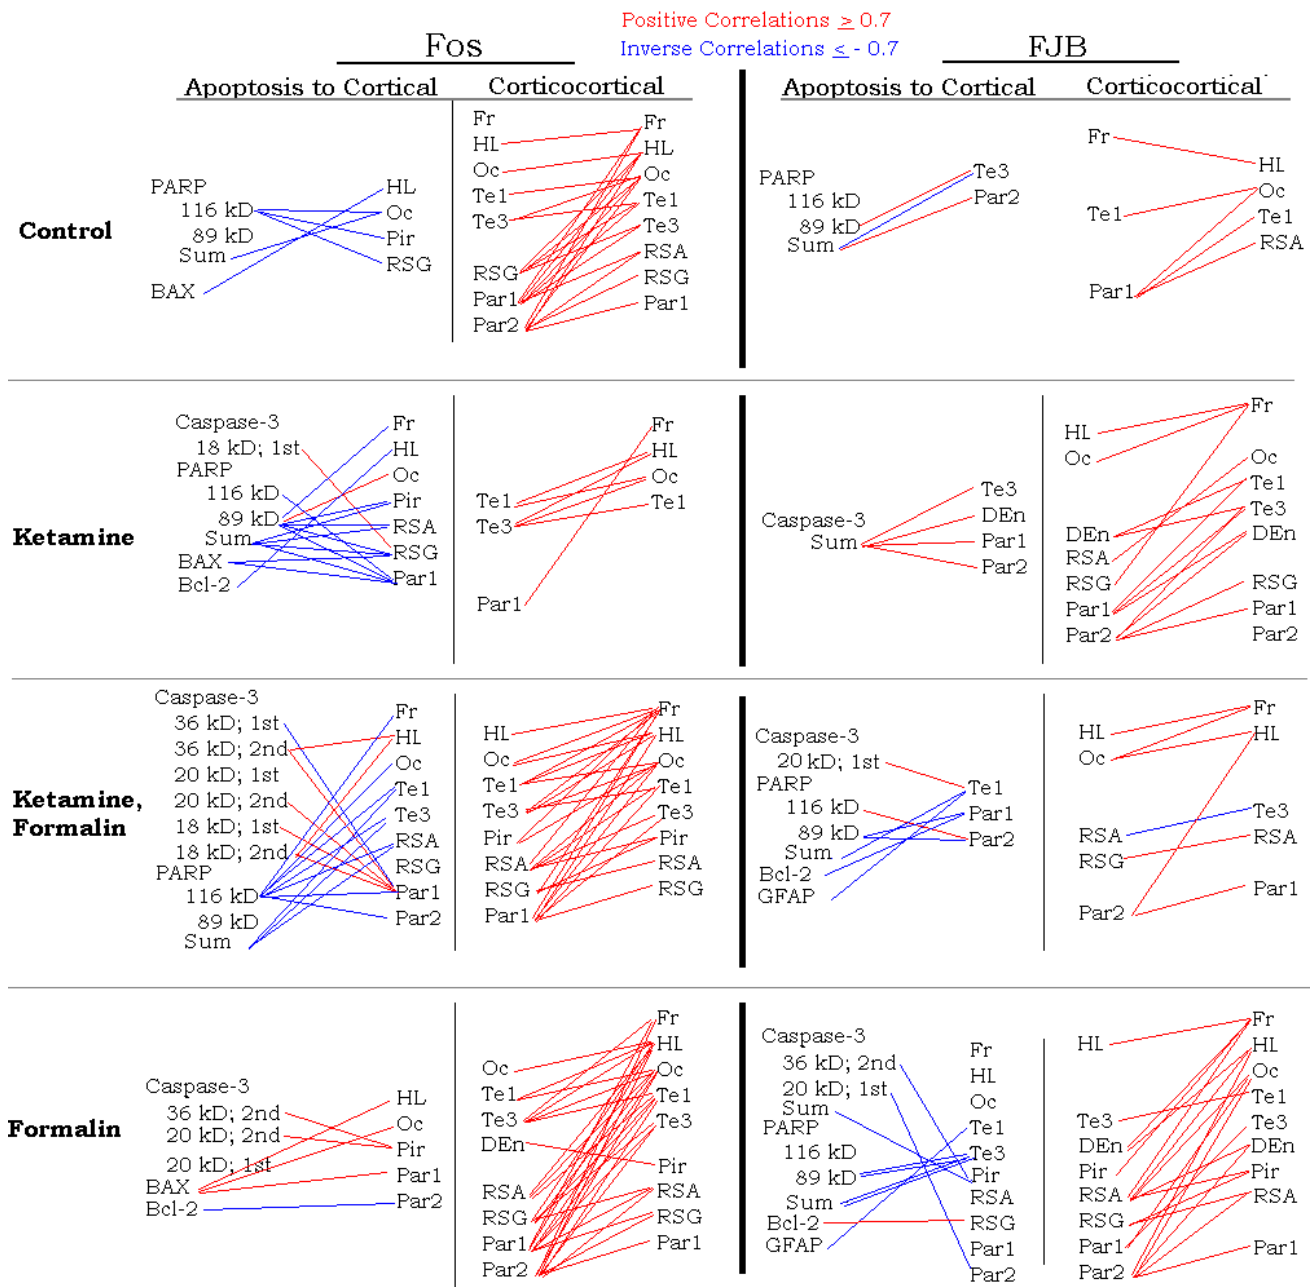 Positive Correlations ≥ 0.7
Inverse Correlations ≤ - 0.7
Fos
FJB
Apoptosis to Cortical
Corticocortical
Apoptosis to Cortical
Corticocortical
Control
PARP
116 kD
89 kD
Sum
BAX
HL
Oc
Pir
RSG
Fr
HL
Oc
Te1
Te3
RSG
Par1
Par2
Fr
HL
Oc
Te1
Te3
RSA
RSG
Par1
PARP
116 kD
89 kD
Sum
Te3
Par2
Fr
Te1
Par1
HL
Oc
Te1
RSA
Ketamine
Caspase-3
18 kD; 1st
PARP
116 kD
89 kD
Sum
BAX
Bcl-2
Fr
HL
Oc
Pir
RSA
RSG
Par1
Te1
Te3
Par1
Fr
HL
Oc
Te1
Caspase-3
Sum
Te3
DEn
Par1
Par2
HL
Oc
DEn
RSA
RSG
Par1
Par2
Fr
Oc
Te1
Te3
DEn
RSG
Par1
Par2
Ketamine,
Formalin
Caspase-3
36 kD; 1st
36 kD; 2nd
20 kD; 1st
20 kD; 2nd
18 kD; 1st
18 kD; 2nd
PARP
116 kD
89 kD
Sum
Fr
HL
Oc
Te1
Te3
RSA
RSG
Par1
Par2
HL
Oc
Te1
Te3
Pir
RSA
RSG
Par1
Fr
HL
Oc
Te1
Te3
Pir
RSA
RSG
Caspase-3
20 kD; 1st
PARP
116 kD
89 kD
Sum
Bcl-2
GFAP
Te1
Par1
Par2
HL
Oc
RSA
RSG
Par2
Fr
HL
Te3
RSA
Par1
Formalin
Caspase-3
36 kD; 2nd
20 kD; 2nd
20 kD; 1st
BAX
Bcl-2
HL
Oc
Pir
Par1
Par2
Oc
Te1
Te3
DEn
RSA
RSG
Par1
Par2
Fr
HL
Oc
Te1
Te3
Pir
RSA
RSG
Par1
Caspase-3
36 kD; 2nd
20 kD; 1st
Sum
PARP
116 kD
89 kD
Sum
Bcl-2
GFAP
Fr
HL
Oc
Te1
Te3
Pir
RSA
RSG
Par1
Par2
HL
Te3
DEn
Pir
RSA
RSG
Par1
Par2
Fr
HL
Oc
Te1
Te3
DEn
Pir
RSA
Par1